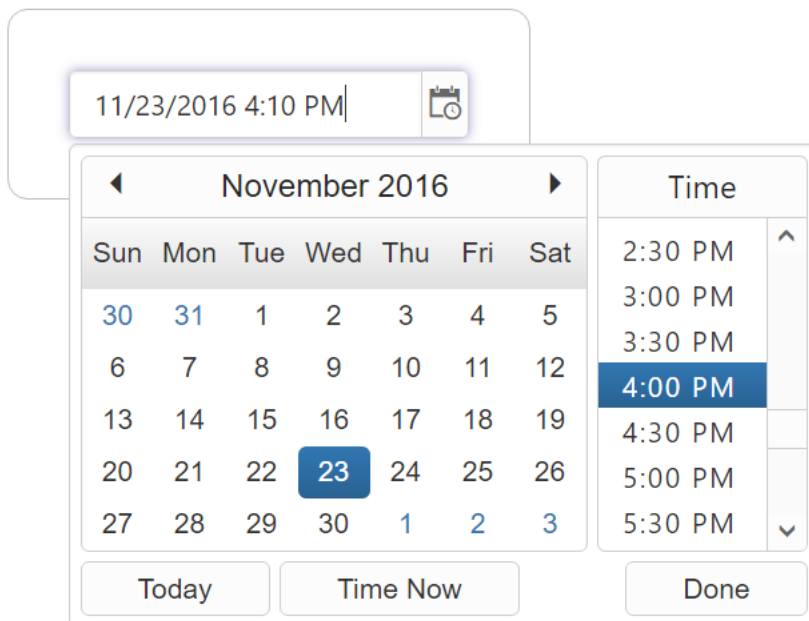 11/23/2016 4:10 PM
November 2016
Sun Mon Tue Wed Thu Fri Sat
30 31 1 2 3 4 5
6 7 8 9 10 11 12
13 14 15 16 17 18 19
20 21 22 23 24 25 26
27 28 29 30 1 2 3
Time
2:30 PM
3:00 PM
3:30 PM
4:00 PM
4:30 PM
5:00 PM
5:30 PM
Today
Time Now
Done